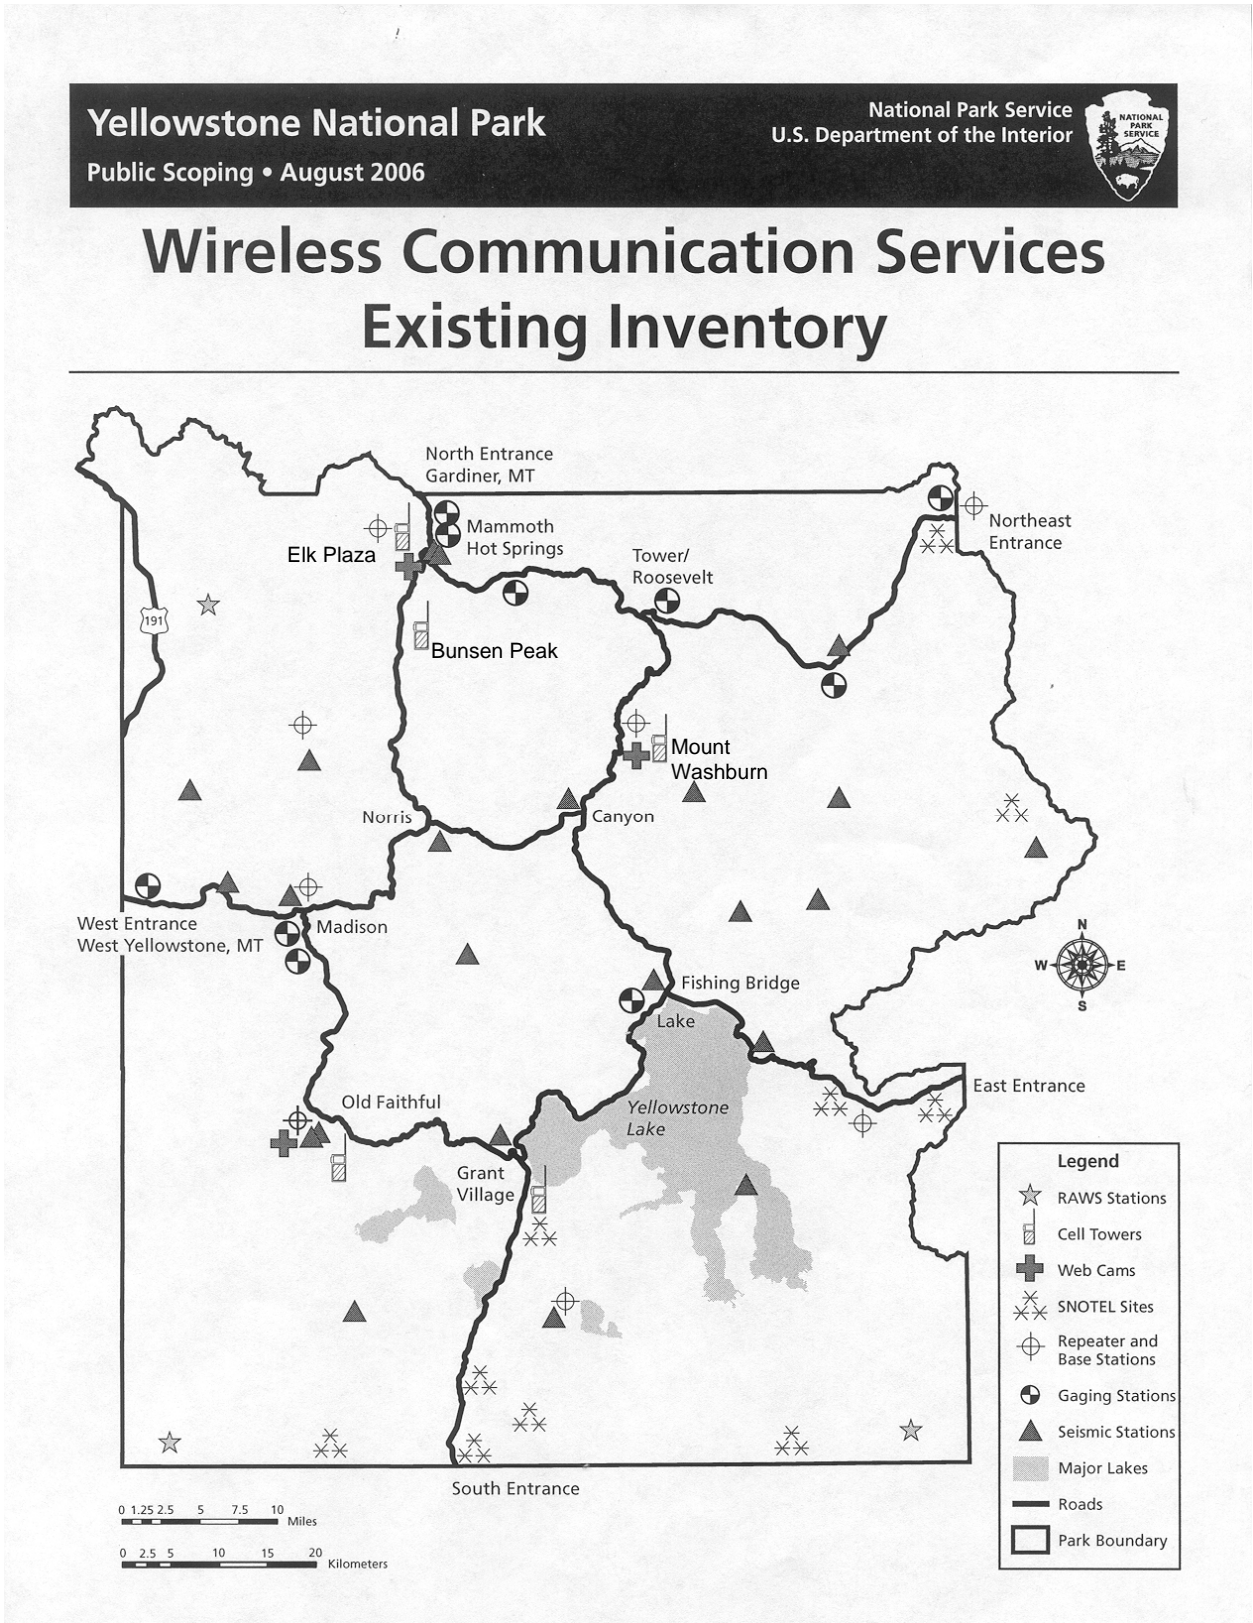 Yellowstone National Park
Public Scoping • August 2006
National Park Service
U.S. Department of the Interior
NATIONAL
PARK
SERVICE
Wireless Communication Services
Existing Inventory
North Entrance
Gardiner, MT
Mammoth
Hot Springs
Elk Plaza
Tower/
Roosevelt
Northeast
Entrance
191
Bunsen Peak
Mount
Washburn
Norris
Canyon
West Entrance
West Yellowstone, MT
Madison
N
W
E
S
Fishing Bridge
Lake
East Entrance
Old Faithful
Yellowstone
Lake
Grant
Village
South Entrance
Legend
RAWS Stations
Cell Towers
Web Cams
SNOTEL Sites
Repeater and
Base Stations
Gaging Stations
Seismic Stations
Major Lakes
Roads
Park Boundary
0 1.25 2.5 5 7.5 10
Miles
0 2.5 5 10 15 20
Kilometers